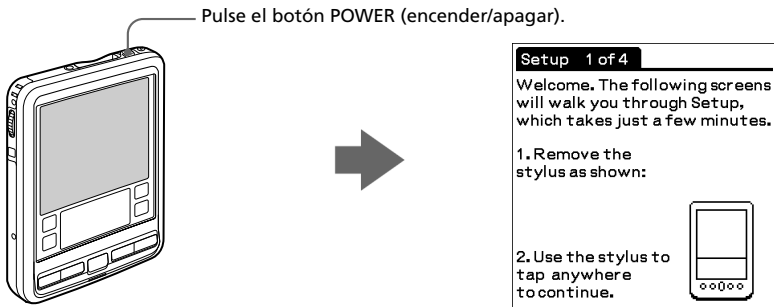 Pulse el botón POWER (encender/apagar).
Setup 1 of 4
Welcome. The following screens
will walk you through Setup,
which takes just a few minutes.
1. Remove the
stylus as shown:
2. Use the stylus to
tap anywhere
to continue.